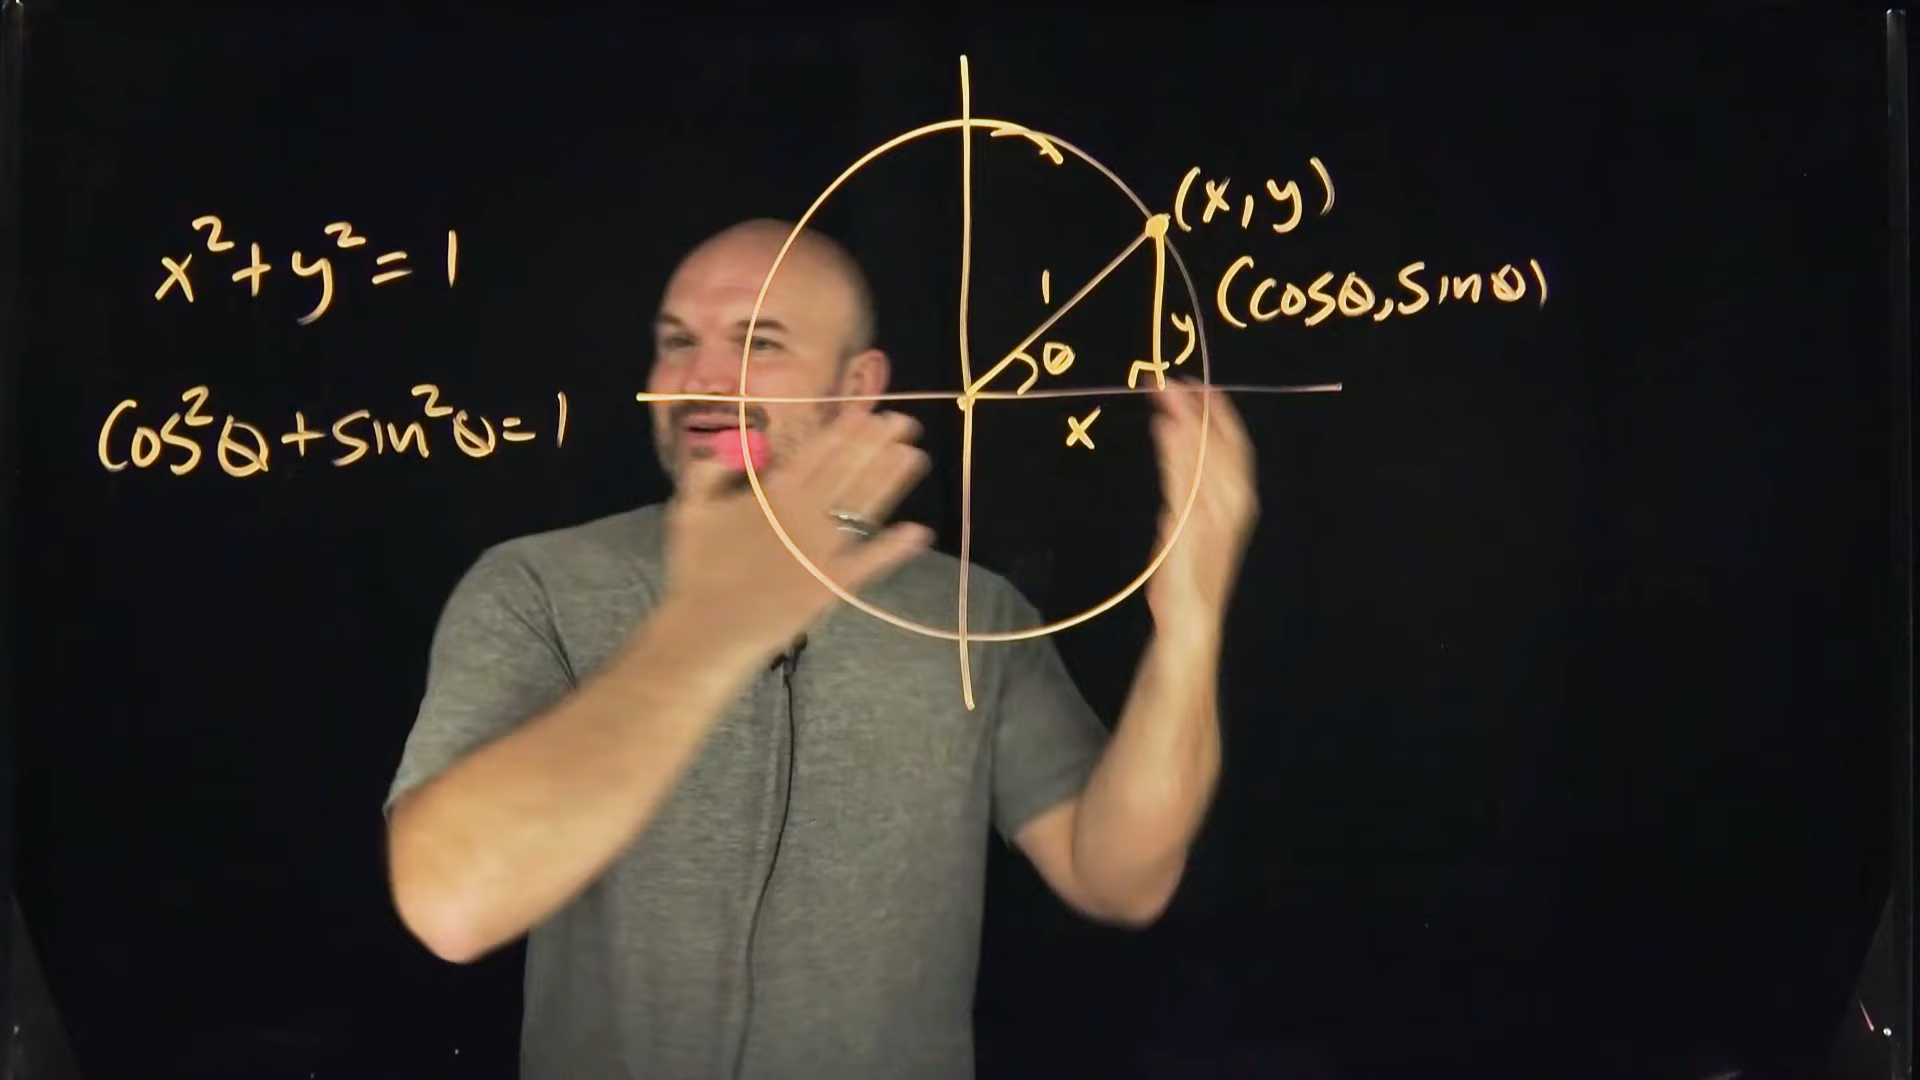 x²+y²=1
cos²θ+sin²θ=1
(x,y)
(cosθ,sinθ)
1
θ
y
x